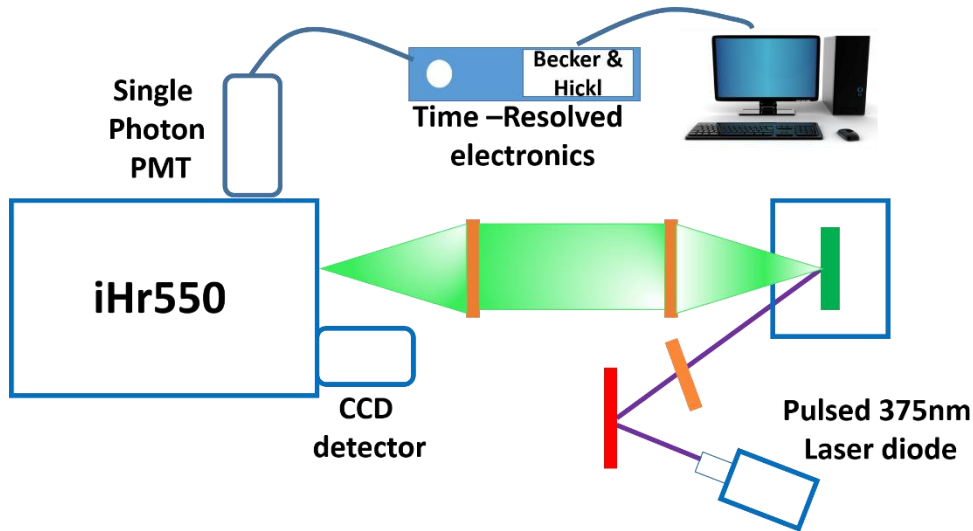 Single
Photon
PMT
Becker &
Hickl
Time –Resolved
electronics
iHr550
CCD
detector
Pulsed 375nm
Laser diode